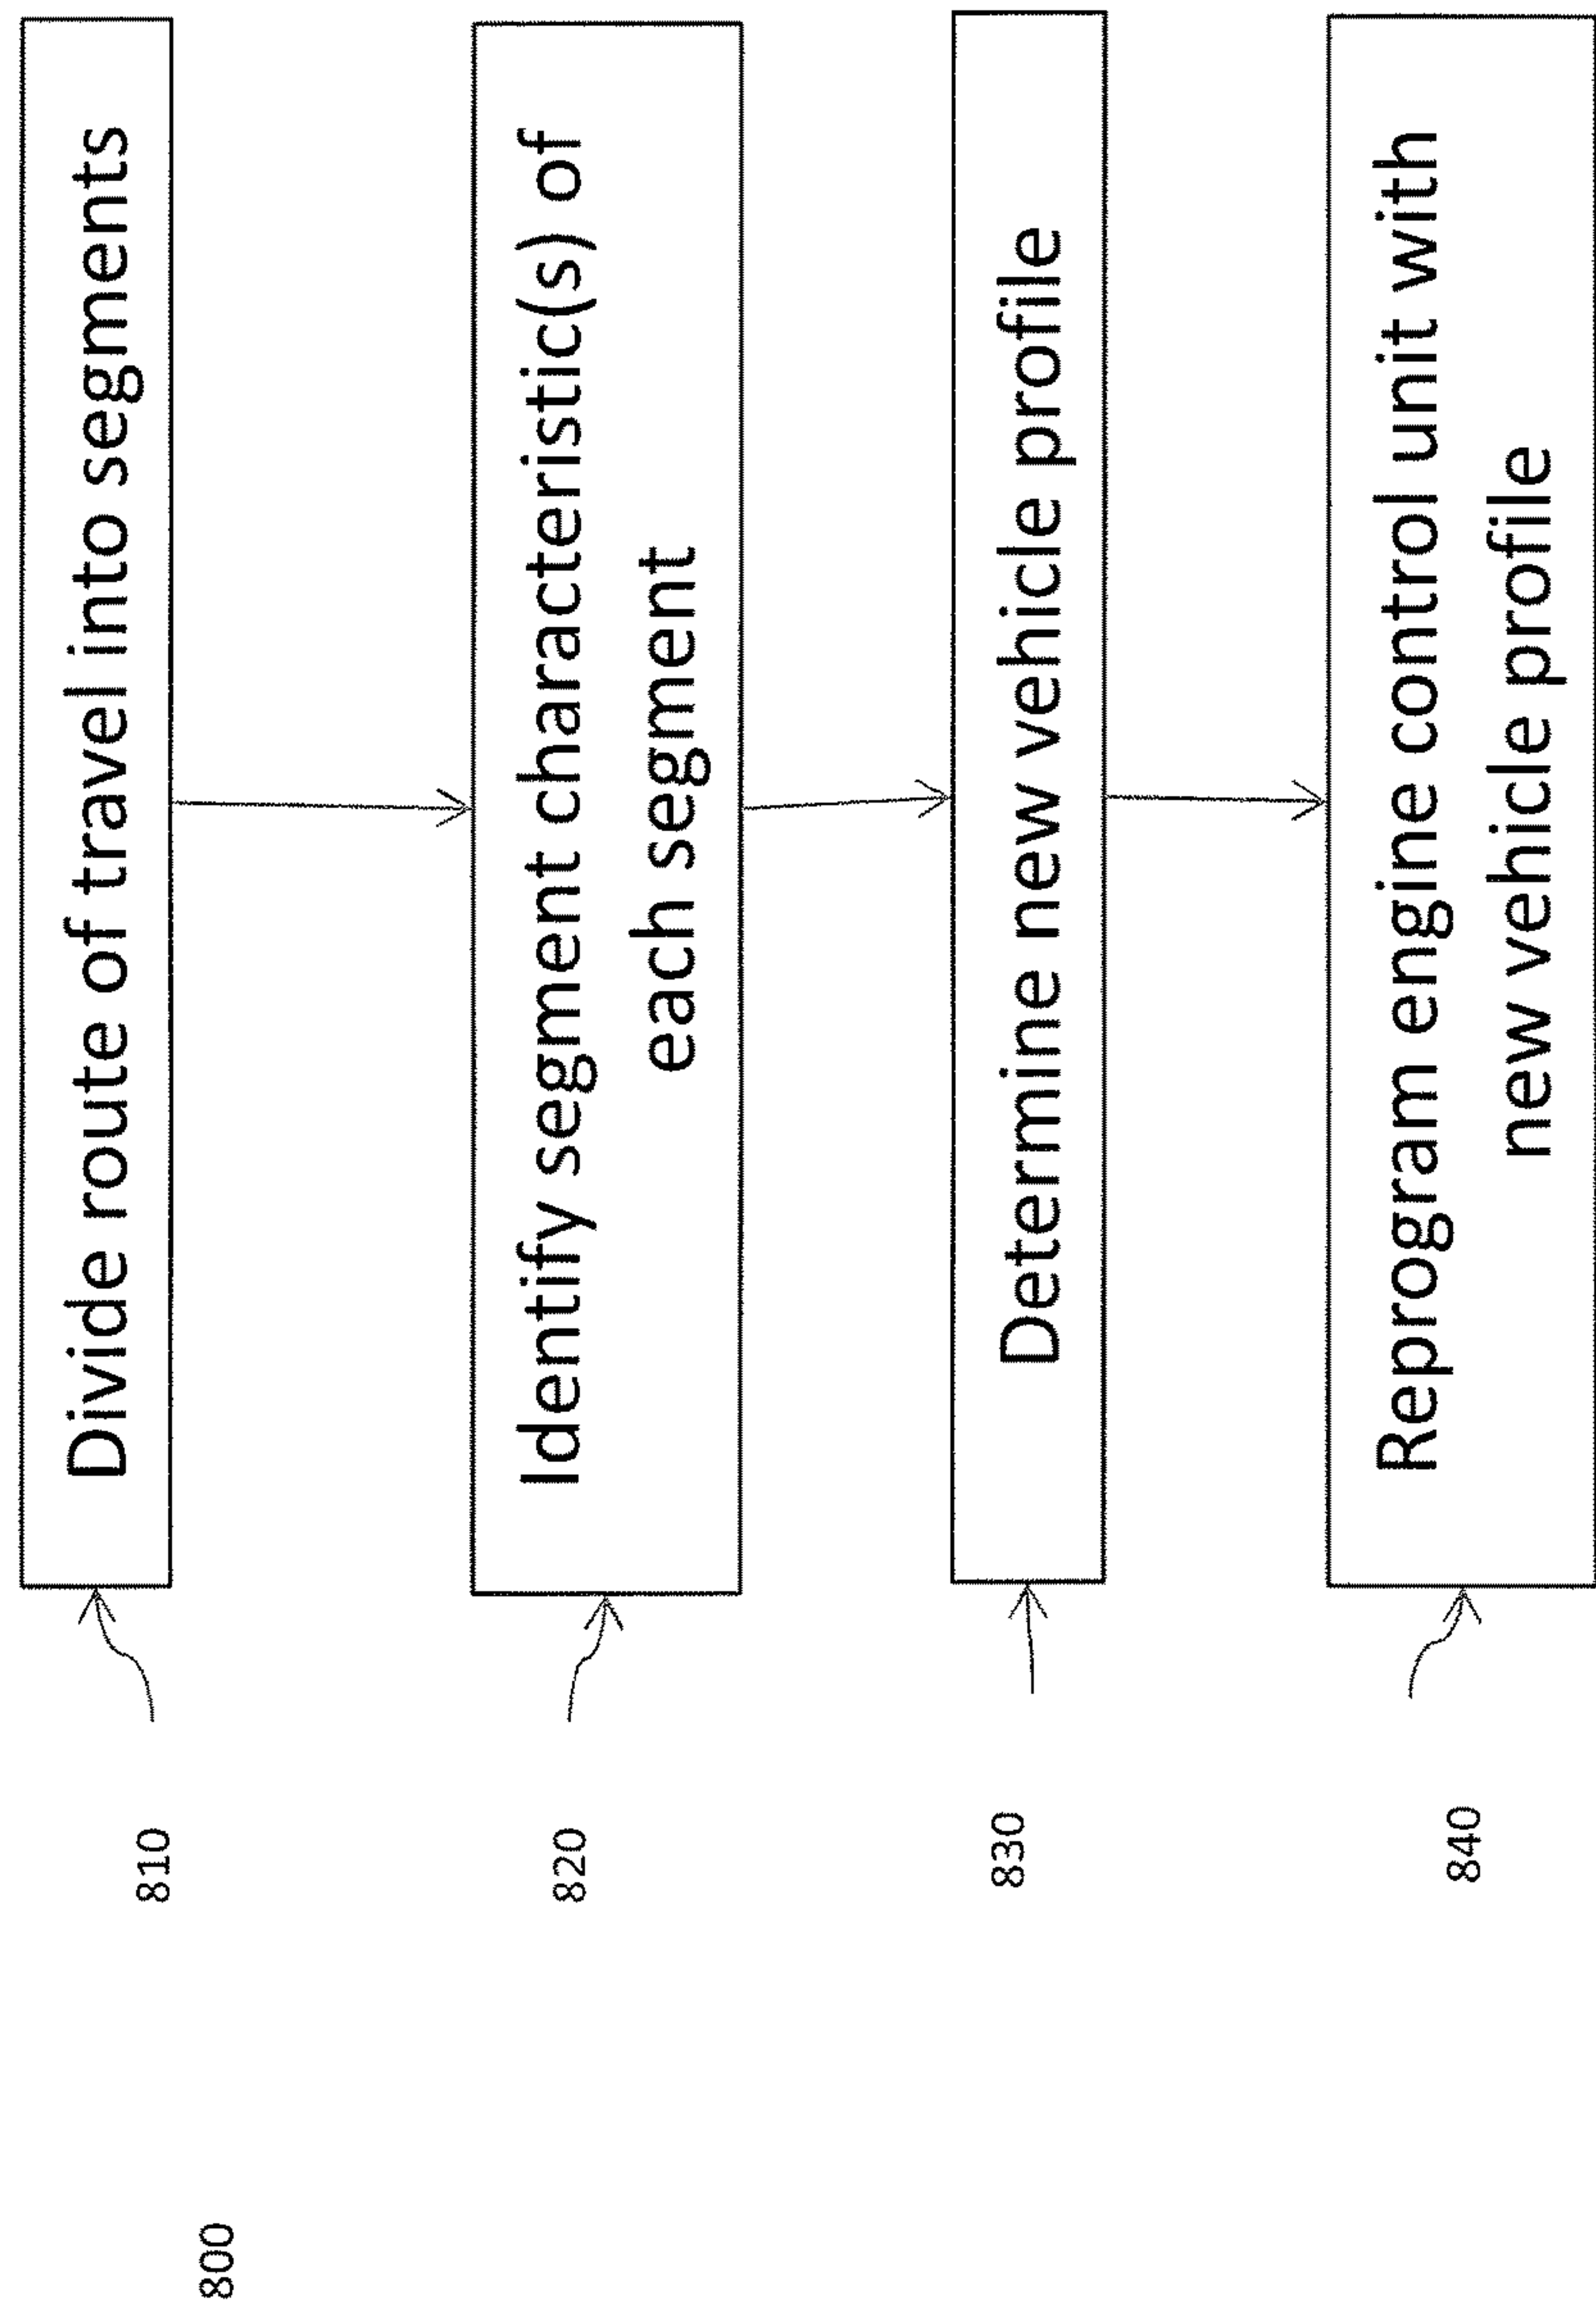 800
810
Divide route of travel into segments
820
Identify segment characteristic(s) of
each segment
830
Determine new vehicle profile
840
Reprogram engine control unit with
new vehicle profile